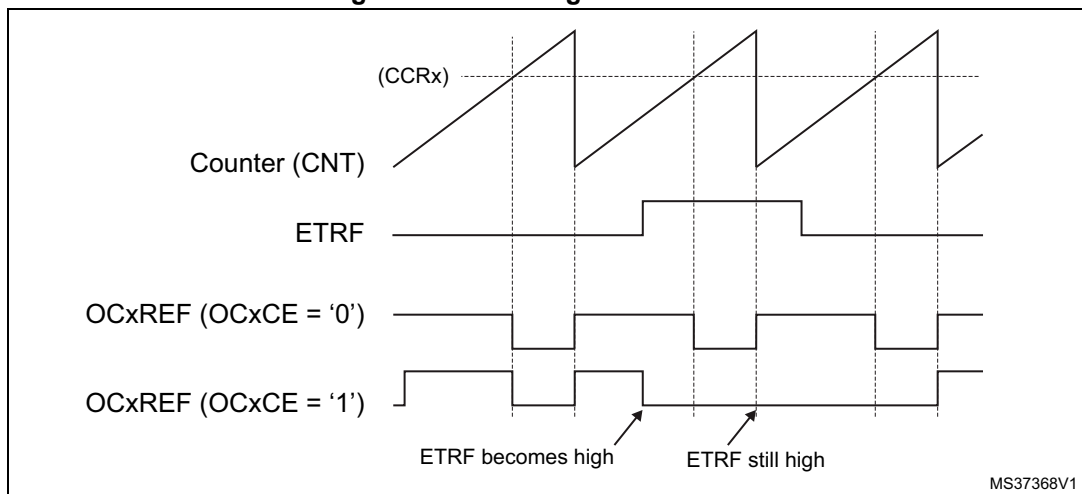 (CCRx)
Counter (CNT)
ETRF
OCxREF (OCxCE = ‘0’)
OCxREF (OCxCE = ‘1’)
ETRF becomes high
ETRF still high
MS37368V1